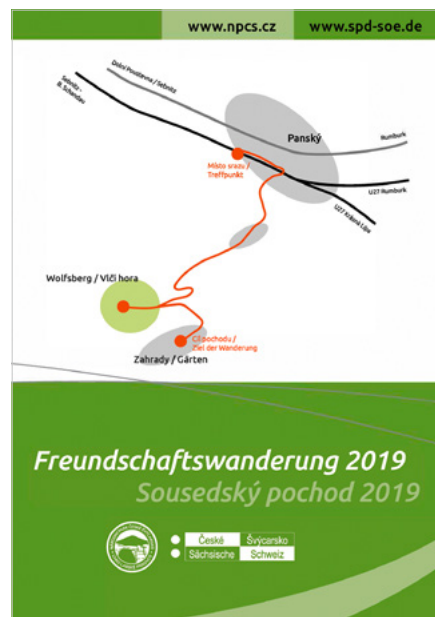 www.npcs.cz www.spd-soe.de
Dolní Poustevna / Sebnitz
Sebnitz -
B. Schandau
Panský
Rumburk
Místo srazu /
Treffpunkt
U27 Rumburk
U27 Krásná Lípa
Wolfsberg / Vlčí hora
Cíl pochodu /
Ziel der Wanderung
Zahrady / Gärten
Freundschaftswanderung 2019
Sousedský pochod 2019
České Švýcarsko
Sächsische Schweiz